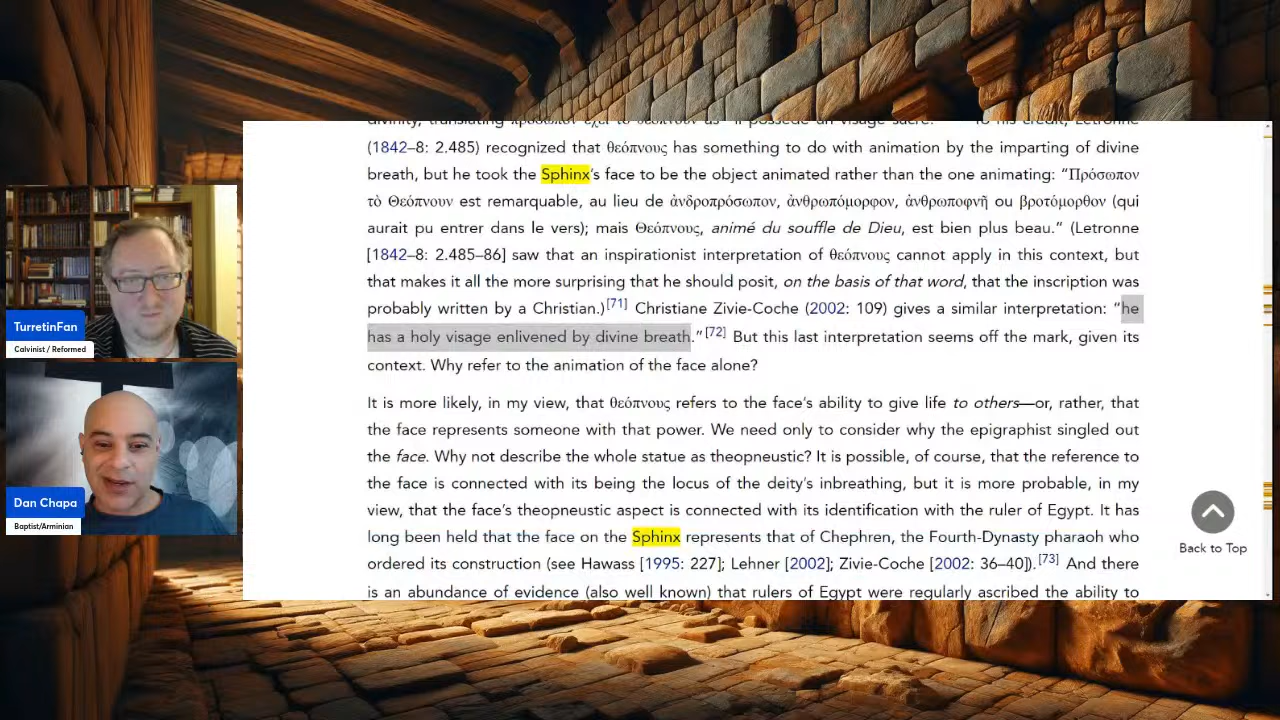 TurretinFan
Calvinist / Reformed
Dan Chapa
Baptist/Arminian
(1842–8: 2.485) recognized that θεόπνους has something to do with animation by the imparting of divine
breath, but he took the Sphinx's face to be the object animated rather than the one animating: “Πρόσωπον
τὸ Θεόπνουν est remarquable, au lieu de ἀνδροπρόσωπον, ἀνθρωπόμορφον, ἀνθρωποφνῆ ou βροτόμορθον (qui
aurait pu entrer dans le vers); mais Θεόπνους, animé du souffle de Dieu, est bien plus beau.” (Letronne
[1842–8: 2.485–86] saw that an inspirationist interpretation of θεόπνους cannot apply in this context, but
that makes it all the more surprising that he should posit, on the basis of that word, that the inscription was
probably written by a Christian.)[71] Christiane Zivie-Coche (2002: 109) gives a similar interpretation: “he
has a holy visage enlivened by divine breath.”[72] But this last interpretation seems off the mark, given its
context. Why refer to the animation of the face alone?
It is more likely, in my view, that θεόπνους refers to the face's ability to give life to others—or, rather, that
the face represents someone with that power. We need only to consider why the epigraphist singled out
the face. Why not describe the whole statue as theopneustic? It is possible, of course, that the reference to
the face is connected with its being the locus of the deity's inbreathing, but it is more probable, in my
view, that the face's theopneustic aspect is connected with its identification with the ruler of Egypt. It has
long been held that the face on the Sphinx represents that of Chephren, the Fourth-Dynasty pharaoh who
ordered its construction (see Hawass [1995: 227]; Lehner [2002]; Zivie-Coche [2002: 36–40]).[73] And there
is an abundance of evidence (also well known) that rulers of Egypt were regularly ascribed the ability to
Back to Top